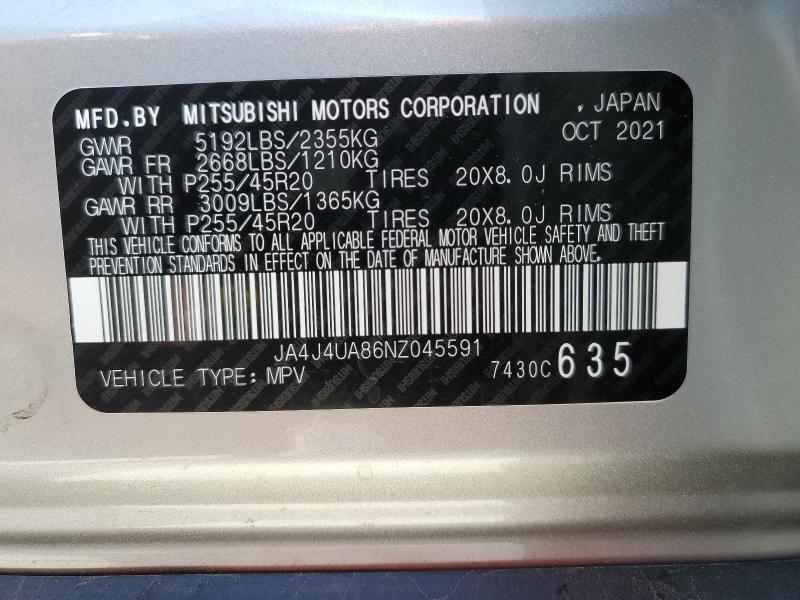 MFD.BY MITSUBISHI MOTORS CORPORATION , JAPAN
GVWR 5192LBS/2355KG OCT 2021
GAWR FR 2668LBS/1210KG
WITH P255/45R20 TIRES 20X8.0J RIMS
GAWR RR 3009LBS/1365KG
WITH P255/45R20 TIRES 20X8.0J RIMS
THIS VEHICLE CONFORMS TO ALL APPLICABLE FEDERAL MOTOR VEHICLE SAFETY AND THEFT
PREVENTION STANDARDS IN EFFECT ON THE DATE OF MANUFACTURE SHOWN ABOVE.
JA4J4UA86NZ045591
VEHICLE TYPE: MPV 7430C 635